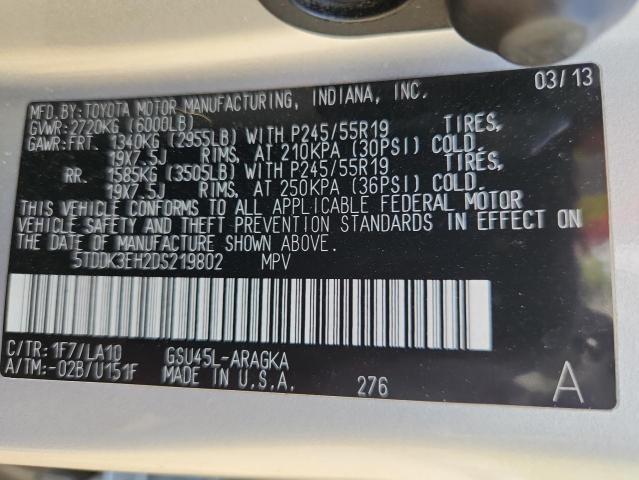 03/13
MFD.BY:TOYOTA MOTOR MANUFACTURING, INDIANA, INC.
GVWR:2720KG (6000LB)
GAWR:FRT. 1340KG (2955LB) WITH P245/55R19 TIRES,
19X7.5J RIMS, AT 210KPA (30PSI) COLD.
RR. 1585KG (3505LB) WITH P245/55R19 TIRES,
19X7.5J RIMS, AT 250KPA (36PSI) COLD.
THIS VEHICLE CONFORMS TO ALL APPLICABLE FEDERAL MOTOR
VEHICLE SAFETY AND THEFT PREVENTION STANDARDS IN EFFECT ON
THE DATE OF MANUFACTURE SHOWN ABOVE.
5TDDK3EH2DS219802 MPV
C/TR: 1F7/LA10 GSU45L-ARAGKA
A/TM:-02B/U151F MADE IN U.S.A. 276 A